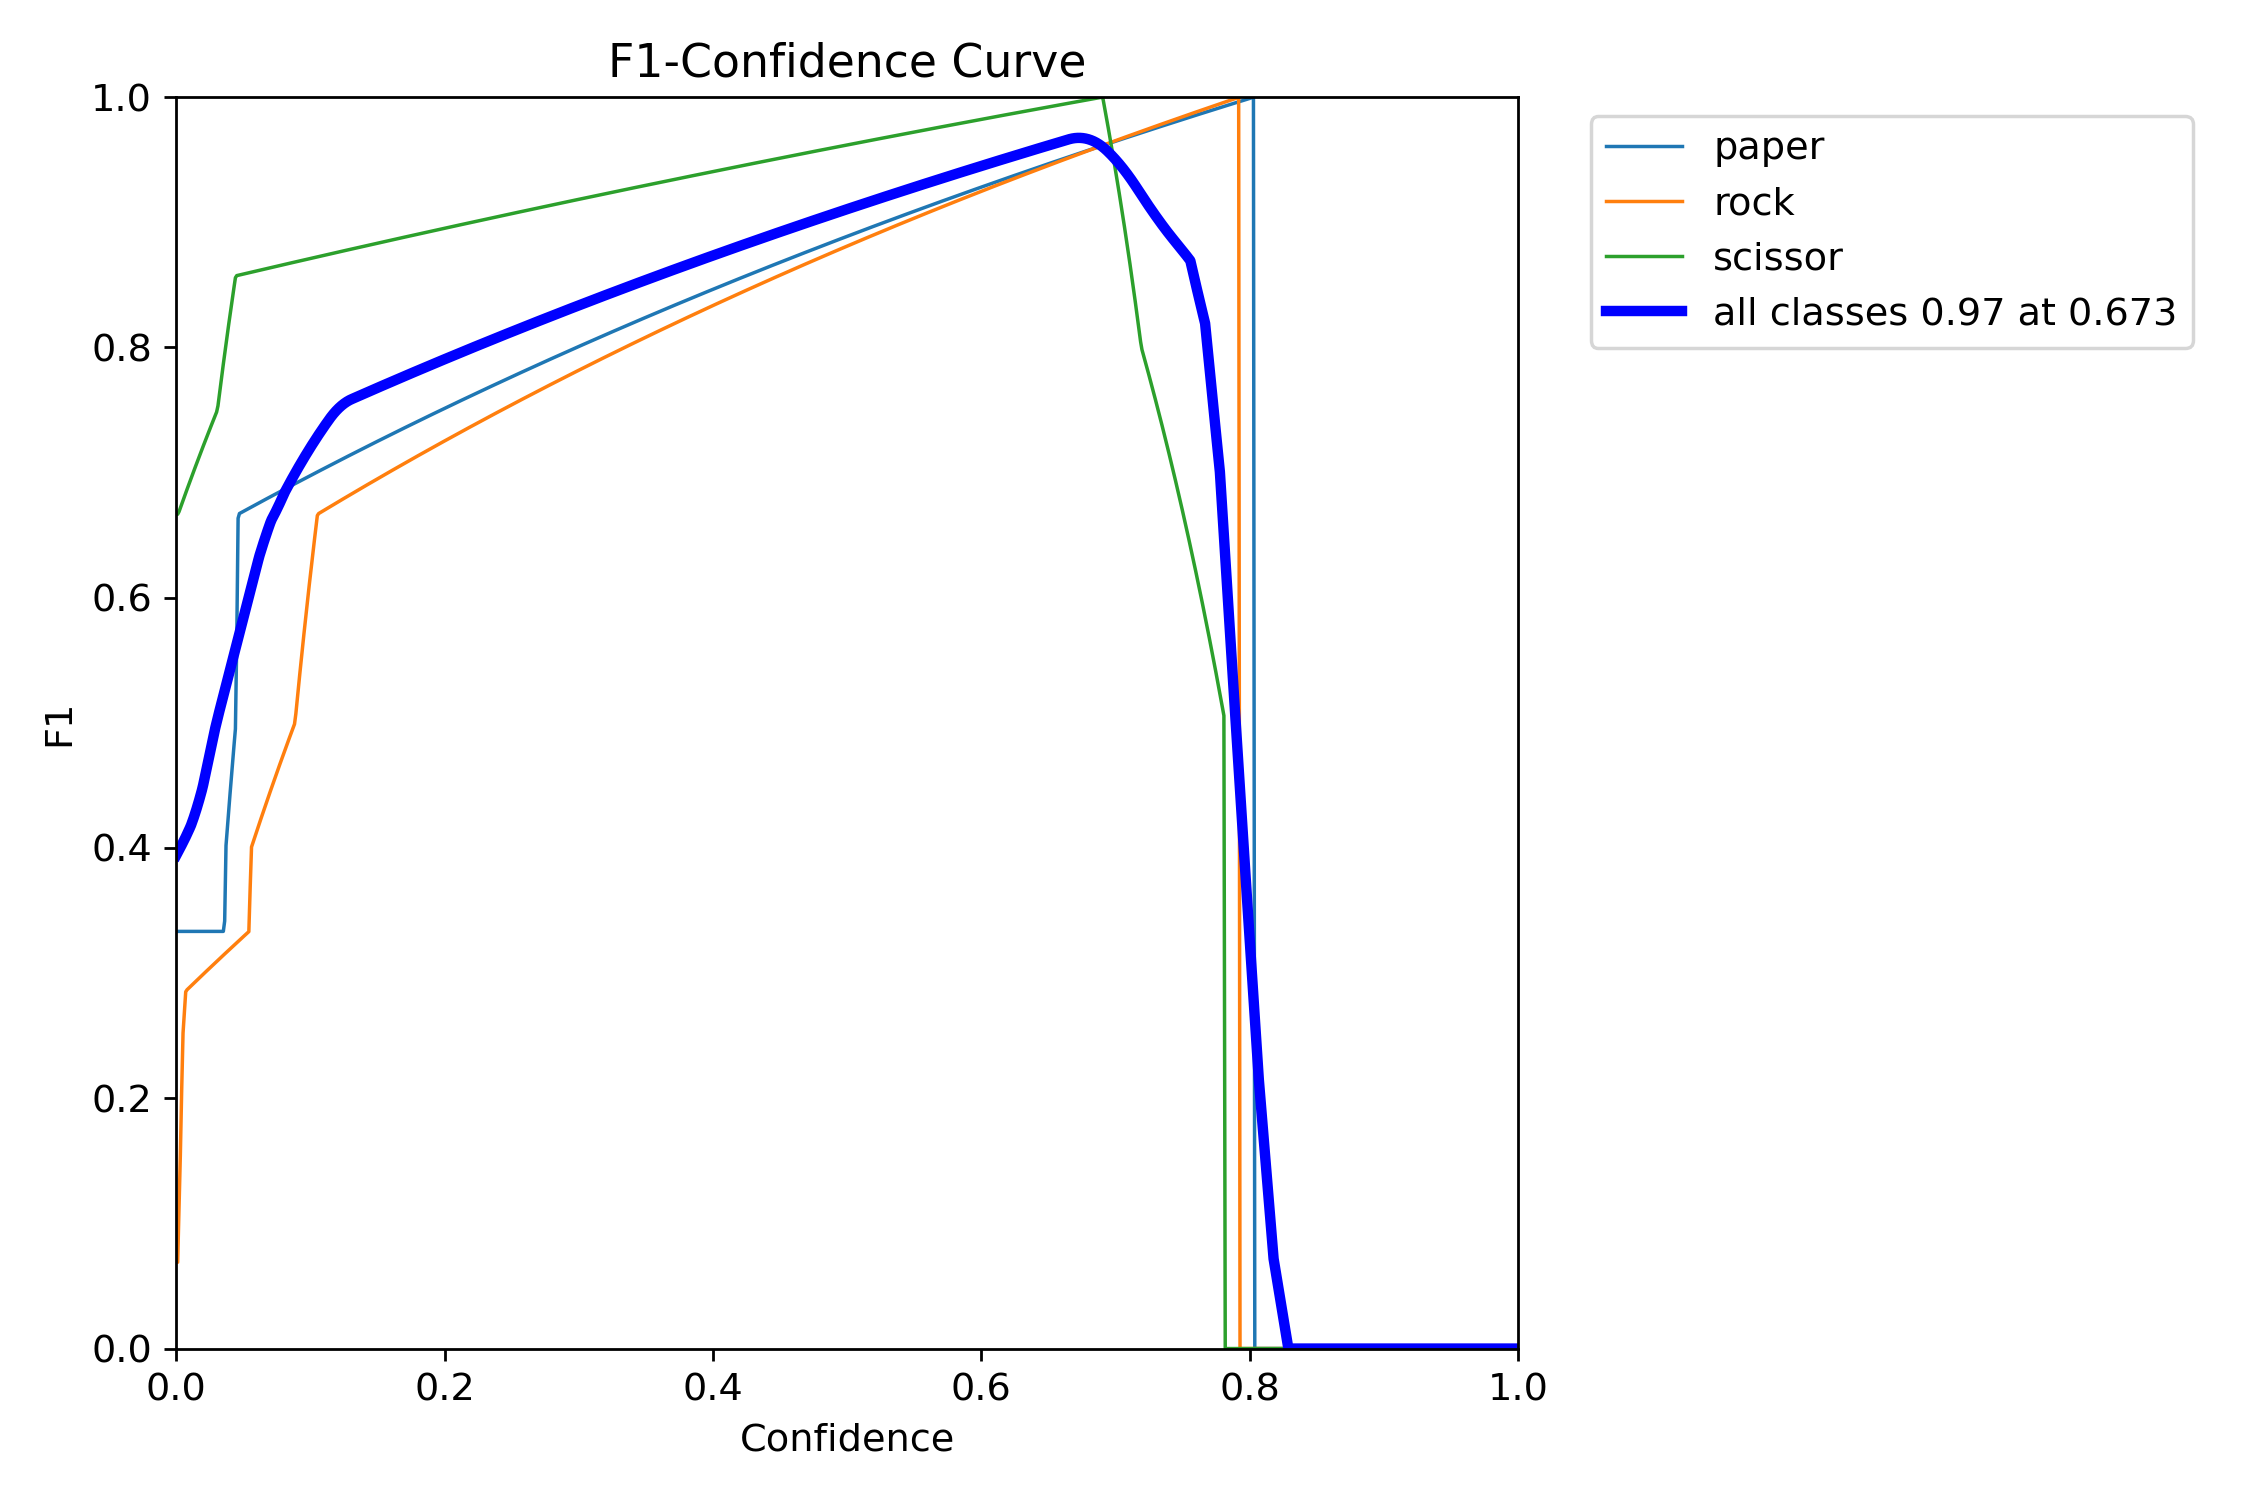 F1-Confidence Curve
1.0
0.8
0.6
0.4
0.2
0.0
F1
0.0 0.2 0.4 0.6 0.8 1.0
Confidence
paper
rock
scissor
all classes 0.97 at 0.673